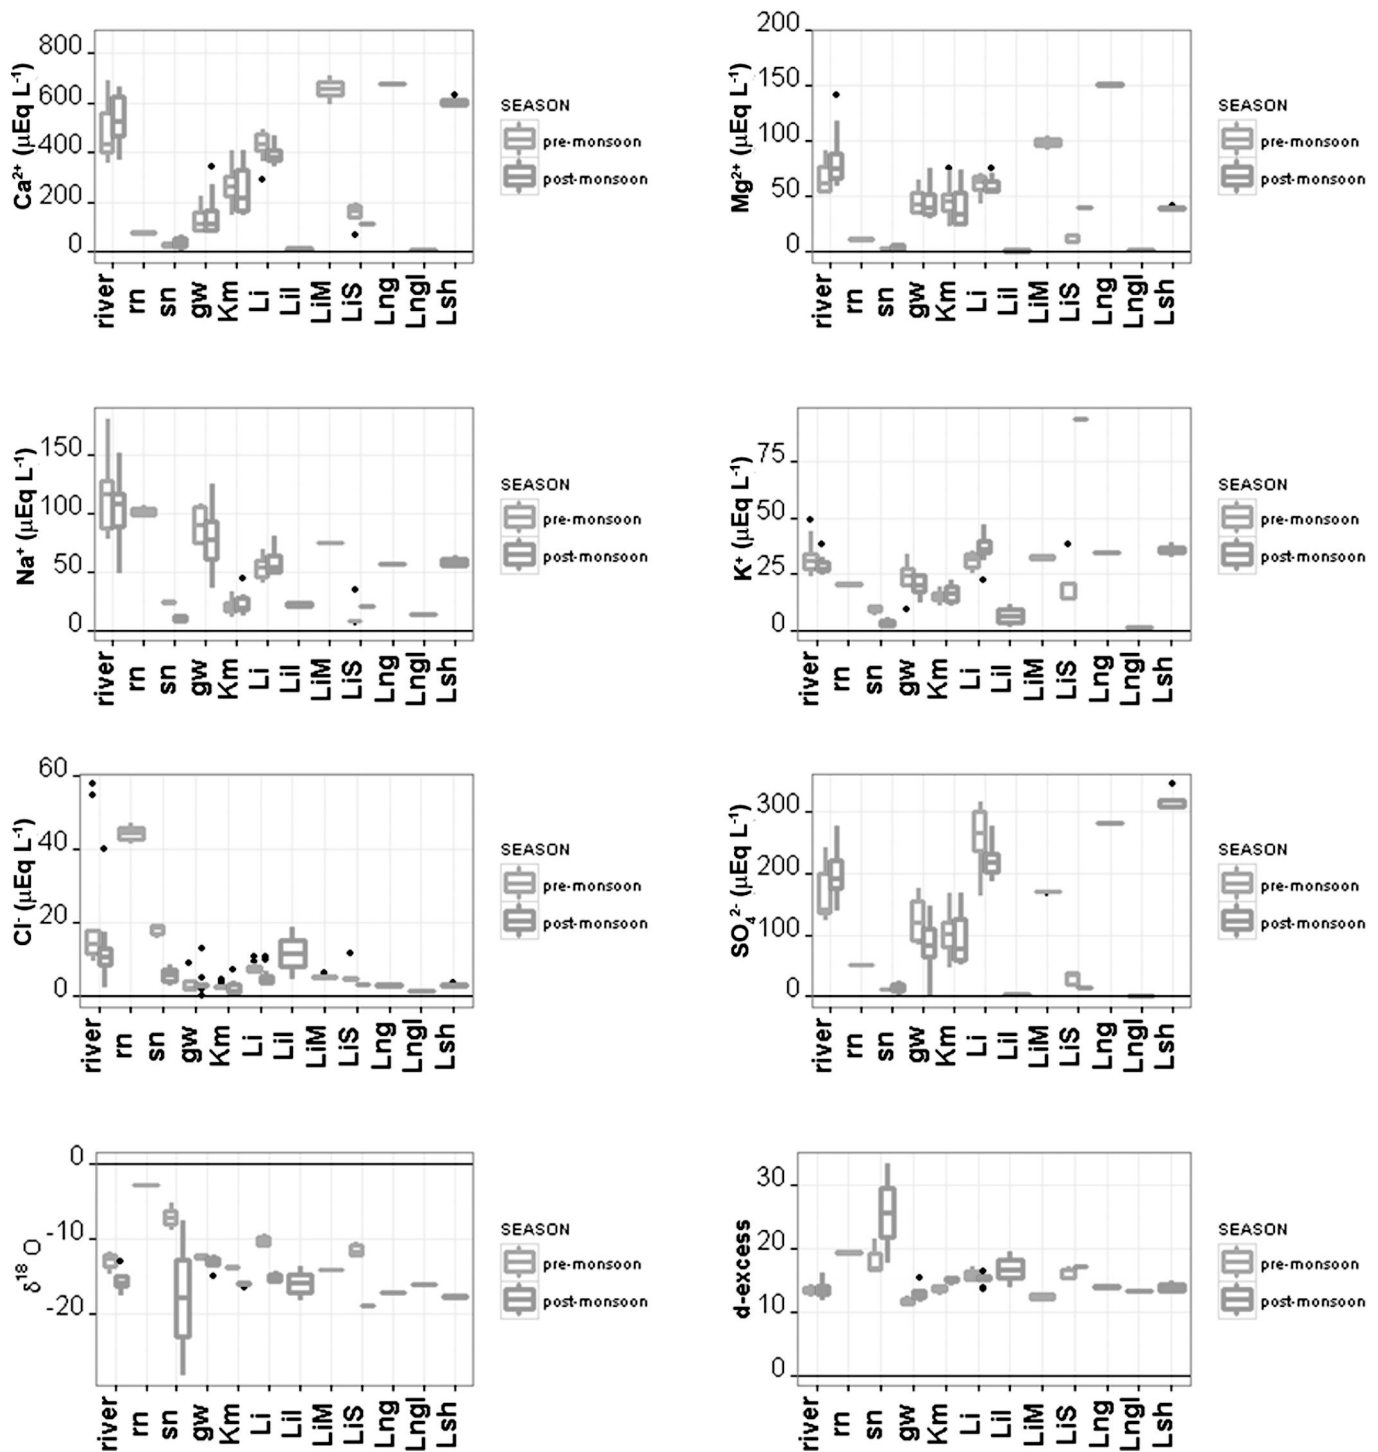 Ca²⁺ (µEq L⁻¹)
800
600
400
200
0
river rn sn gw Km Li Lil LiM LiS Lng Lngl Lsh
SEASON
pre-monsoon
post-monsoon
Mg²⁺ (µEq L⁻¹)
200
150
100
50
0
river rn sn gw Km Li Lil LiM LiS Lng Lngl Lsh
SEASON
pre-monsoon
post-monsoon
Na⁺ (µEq L⁻¹)
150
100
50
0
river rn sn gw Km Li Lil LiM LiS Lng Lngl Lsh
SEASON
pre-monsoon
post-monsoon
K⁺ (µEq L⁻¹)
75
50
25
0
river rn sn gw Km Li Lil LiM LiS Lng Lngl Lsh
SEASON
pre-monsoon
post-monsoon
Cl⁻ (µEq L⁻¹)
60
40
20
0
river rn sn gw Km Li Lil LiM LiS Lng Lngl Lsh
SEASON
pre-monsoon
post-monsoon
SO₄²⁻ (µEq L⁻¹)
300
200
100
0
river rn sn gw Km Li Lil LiM LiS Lng Lngl Lsh
SEASON
pre-monsoon
post-monsoon
δ¹⁸ O
0
-10
-20
river rn sn gw Km Li Lil LiM LiS Lng Lngl Lsh
SEASON
pre-monsoon
post-monsoon
d-excess
30
20
10
0
river rn sn gw Km Li Lil LiM LiS Lng Lngl Lsh
SEASON
pre-monsoon
post-monsoon